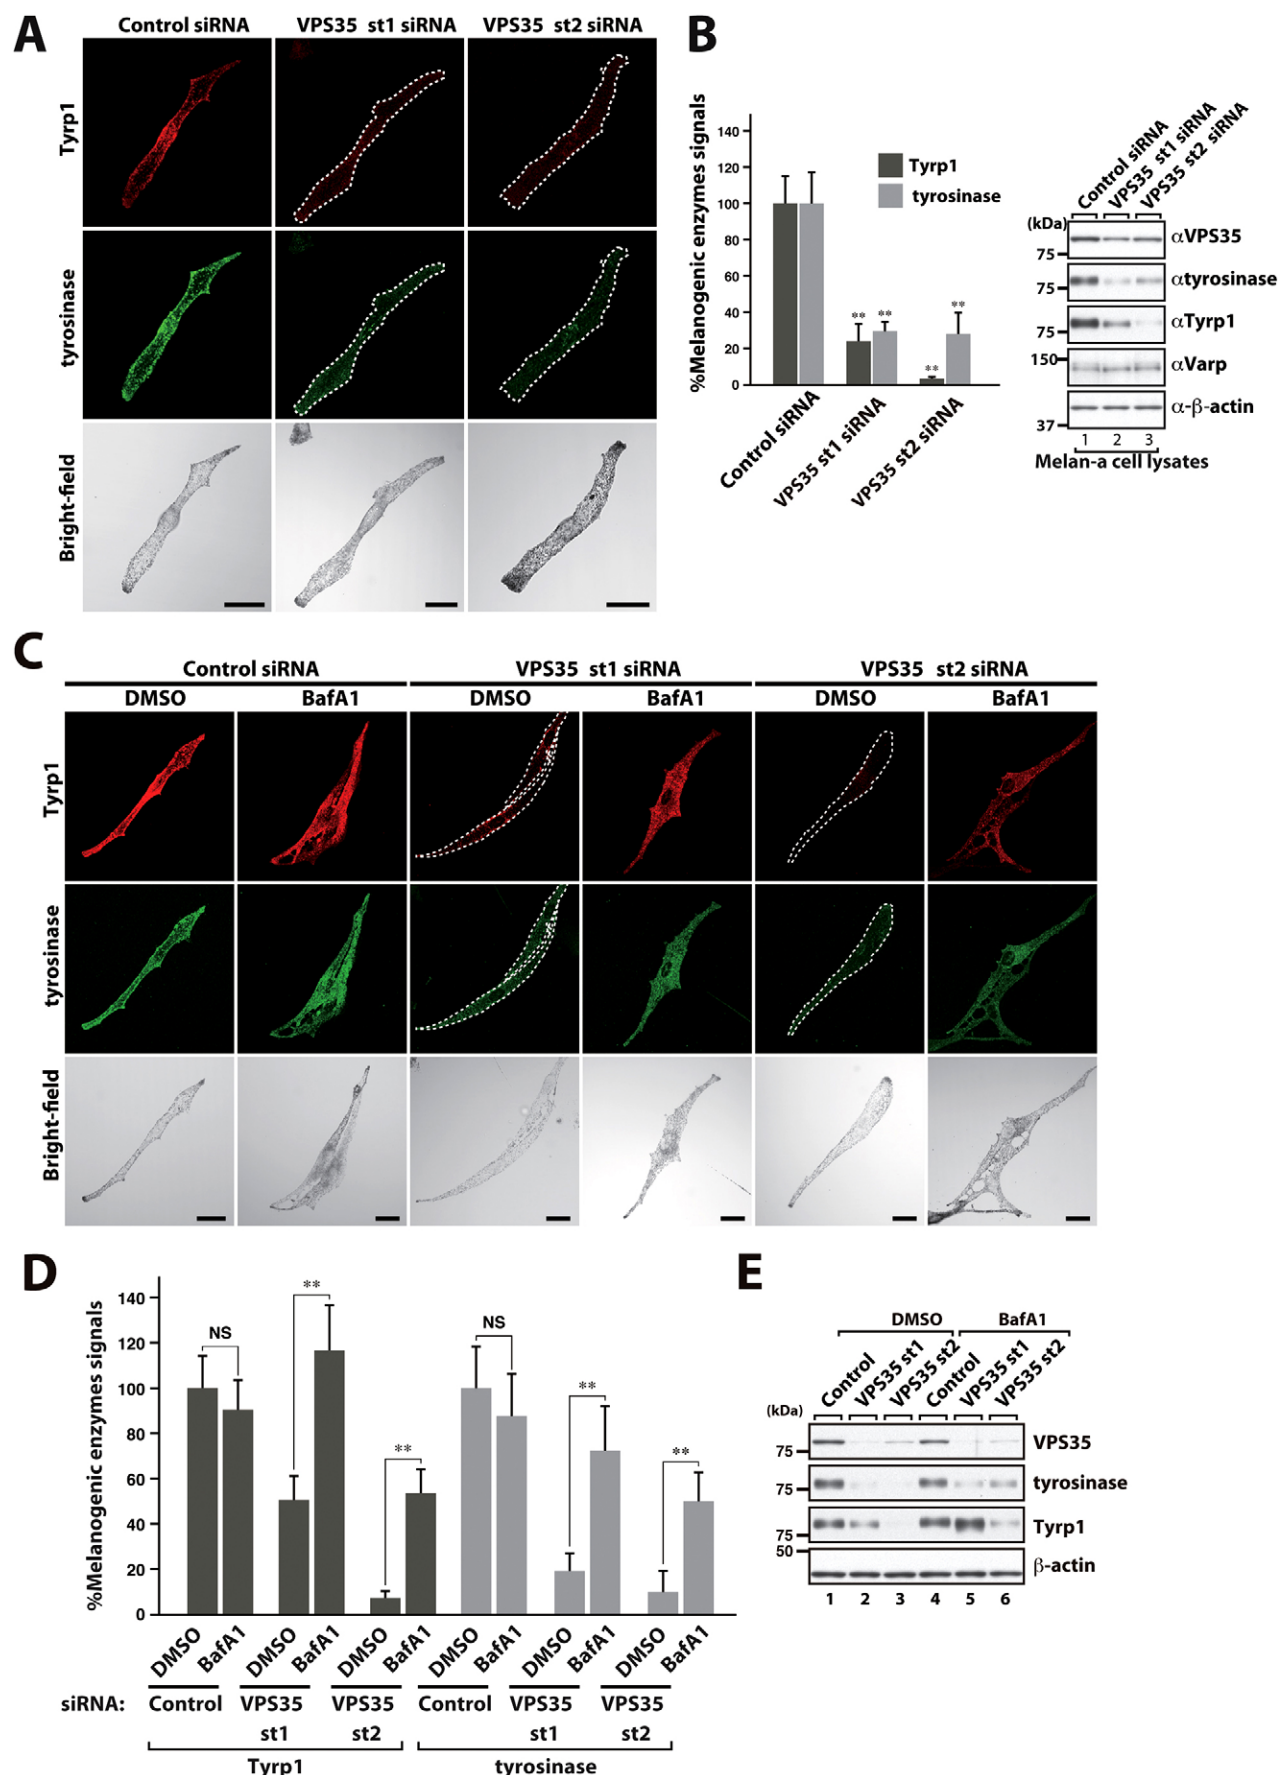 A
Control siRNA
VPS35 st1 siRNA
VPS35 st2 siRNA
Tyrp1
tyrosinase
Bright-field
B
%Melanogenic enzymes signals
140
120
100
80
60
40
20
0
Tyrp1
tyrosinase
**
**
**
**
Control siRNA
VPS35 st1 siRNA
VPS35 st2 siRNA
Control siRNA
VPS35 st1 siRNA
VPS35 st2 siRNA
(kDa)
75
αVPS35
75
αtyrosinase
75
αTyrp1
150
αVarp
37
α-β-actin
1 2 3
Melan-a cell lysates
C
Control siRNA
VPS35 st1 siRNA
VPS35 st2 siRNA
DMSO BafA1 DMSO BafA1 DMSO BafA1
Tyrp1
tyrosinase
Bright-field
D
%Melanogenic enzymes signals
140
120
100
80
60
40
20
0
NS
**
**
NS
**
**
DMSO BafA1 DMSO BafA1 DMSO BafA1 DMSO BafA1 DMSO BafA1 DMSO BafA1
siRNA: Control VPS35 VPS35 Control VPS35 VPS35
st1 st2 st1 st2
Tyrp1 tyrosinase
E
DMSO BafA1
Control VPS35 st1 VPS35 st2 Control VPS35 st1 VPS35 st2
(kDa)
75
VPS35
75
tyrosinase
75
Tyrp1
50
β-actin
1 2 3 4 5 6